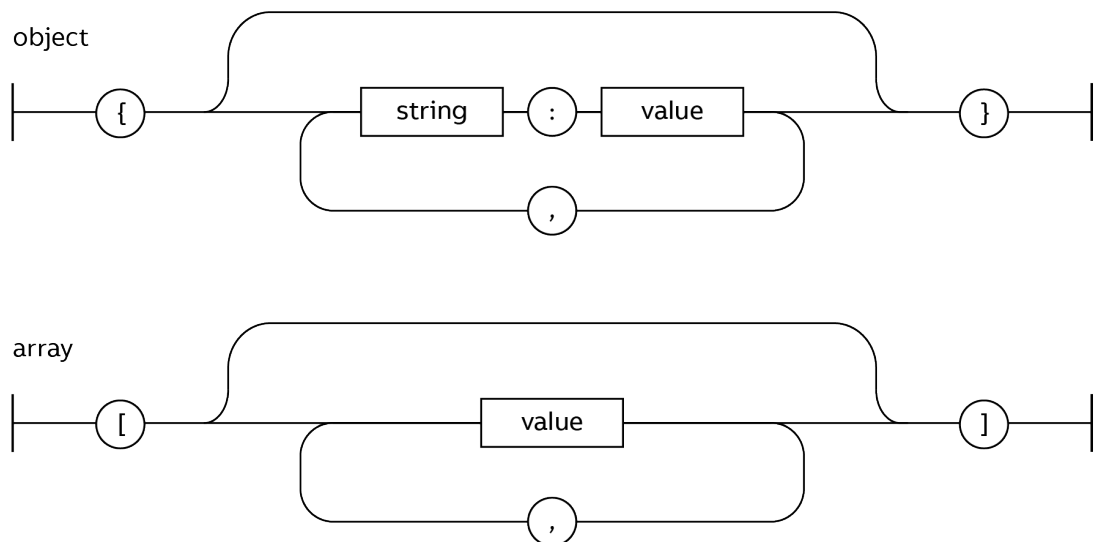 object
{ string : value }
,
array
[ value ]
,